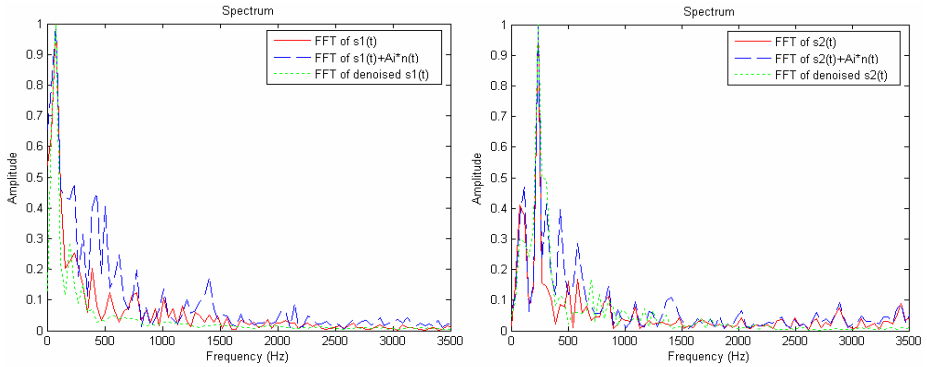 Spectrum
1
0.9
0.8
0.7
0.6
0.5
0.4
0.3
0.2
0.1
0
Amplitude
FFT of s1(t)
FFT of s1(t)+Ai*n(t)
FFT of denoised s1(t)
0 500 1000 1500 2000 2500 3000 3500
Frequency (Hz)
Spectrum
1
0.9
0.8
0.7
0.6
0.5
0.4
0.3
0.2
0.1
0
Amplitude
FFT of s2(t)
FFT of s2(t)+Ai*n(t)
FFT of denoised s2(t)
0 500 1000 1500 2000 2500 3000 3500
Frequency (Hz)